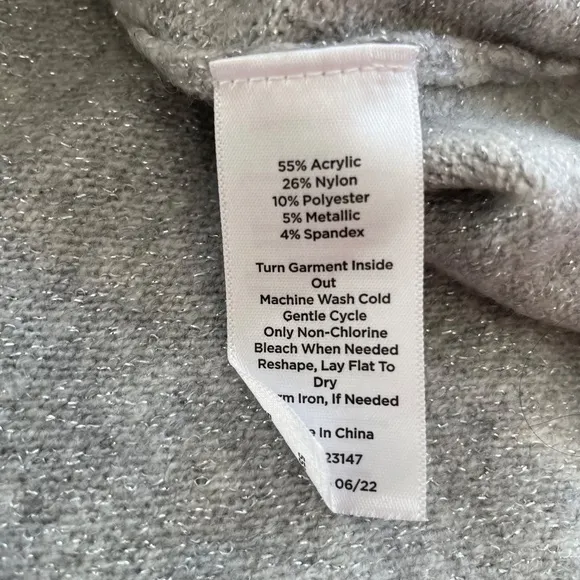 55% Acrylic
26% Nylon
10% Polyester
5% Metallic
4% Spandex
Turn Garment Inside
Out
Machine Wash Cold
Gentle Cycle
Only Non-Chlorine
Bleach When Needed
Reshape, Lay Flat To
Dry
Iron, If Needed
In China
23147
06/22